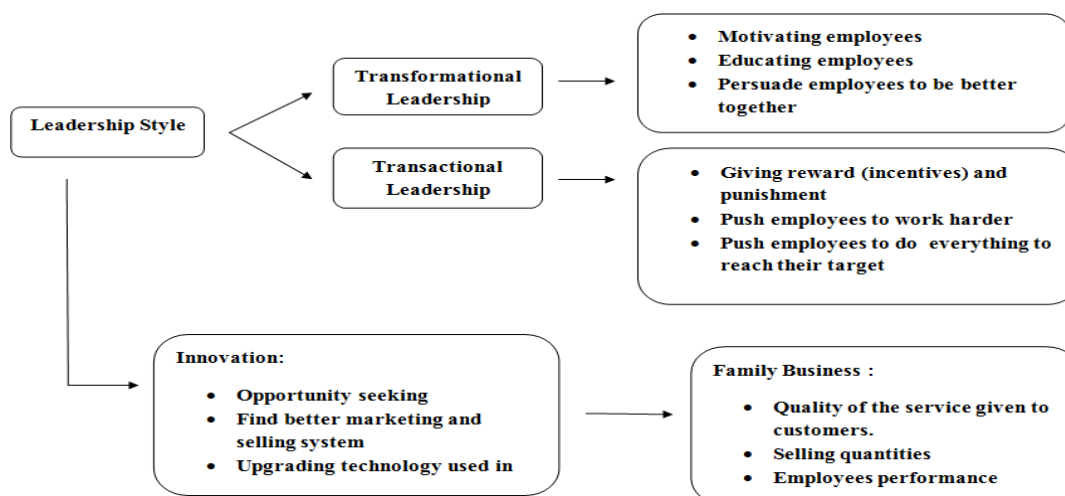 Leadership Style
Transformational
Leadership
• Motivating employees
• Educating employees
• Persuade employees to be better
together
Transactional
Leadership
• Giving reward (incentives) and
punishment
• Push employees to work harder
• Push employees to do everything to
reach their target
Innovation:
• Opportunity seeking
• Find better marketing and
selling system
• Upgrading technology used in
Family Business :
• Quality of the service given to
customers.
• Selling quantities
• Employees performance